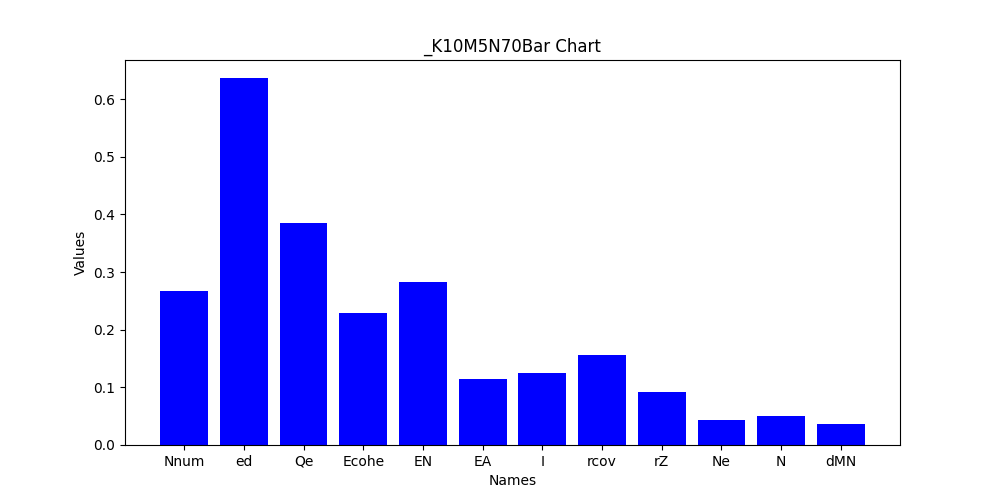 _K10M5N70Bar Chart
Values
0.6
0.5
0.4
0.3
0.2
0.1
0.0
Nnum ed Qe Ecohe EN EA I rcov rZ Ne N dMN
Names